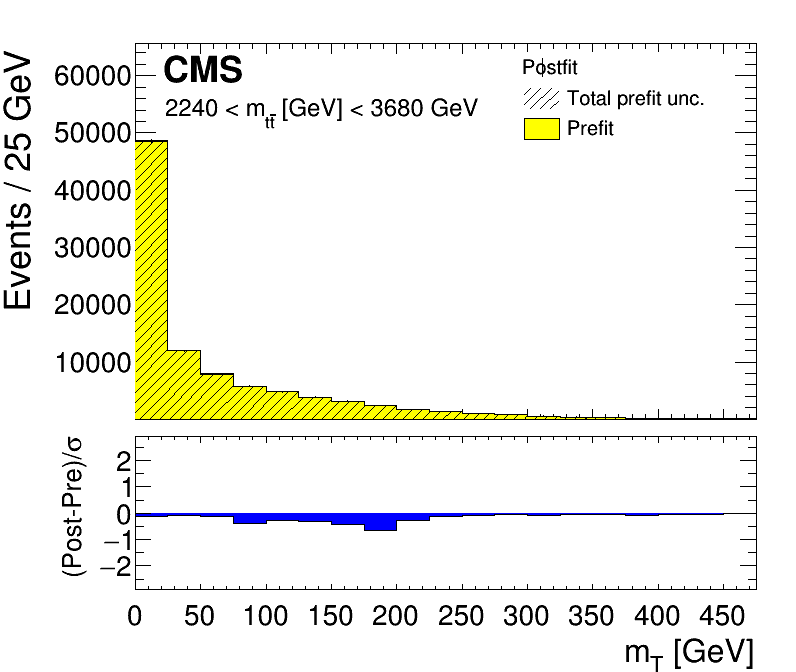 CMS
2240 < m_tt̄ [GeV] < 3680 GeV
Postfit
Total prefit unc.
Prefit
Events / 25 GeV
60000
50000
40000
30000
20000
10000
(Post-Pre)/σ
2
1
0
−1
−2
0 50 100 150 200 250 300 350 400 450
m_T [GeV]